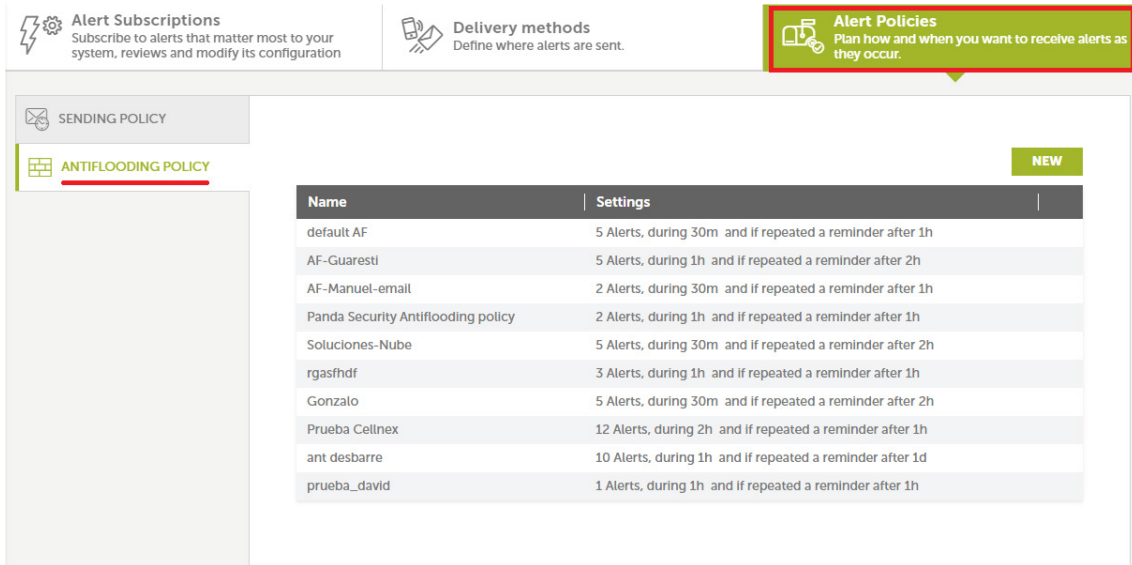 Alert Subscriptions
Subscribe to alerts that matter most to your
system, reviews and modify its configuration
Delivery methods
Define where alerts are sent.
Alert Policies
Plan how and when you want to receive alerts as
they occur.
SENDING POLICY
ANTIFLOODING POLICY
NEW
Name Settings
default AF 5 Alerts, during 30m and if repeated a reminder after 1h
AF-Guaresti 5 Alerts, during 1h and if repeated a reminder after 2h
AF-Manuel-email 2 Alerts, during 30m and if repeated a reminder after 1h
Panda Security Antiflooding policy 2 Alerts, during 1h and if repeated a reminder after 1h
Soluciones-Nube 5 Alerts, during 30m and if repeated a reminder after 2h
rgasfhdf 3 Alerts, during 1h and if repeated a reminder after 1h
Gonzalo 5 Alerts, during 30m and if repeated a reminder after 2h
Prueba Cellnex 12 Alerts, during 2h and if repeated a reminder after 1h
ant desbarre 10 Alerts, during 1h and if repeated a reminder after 1d
prueba_david 1 Alerts, during 1h and if repeated a reminder after 1h